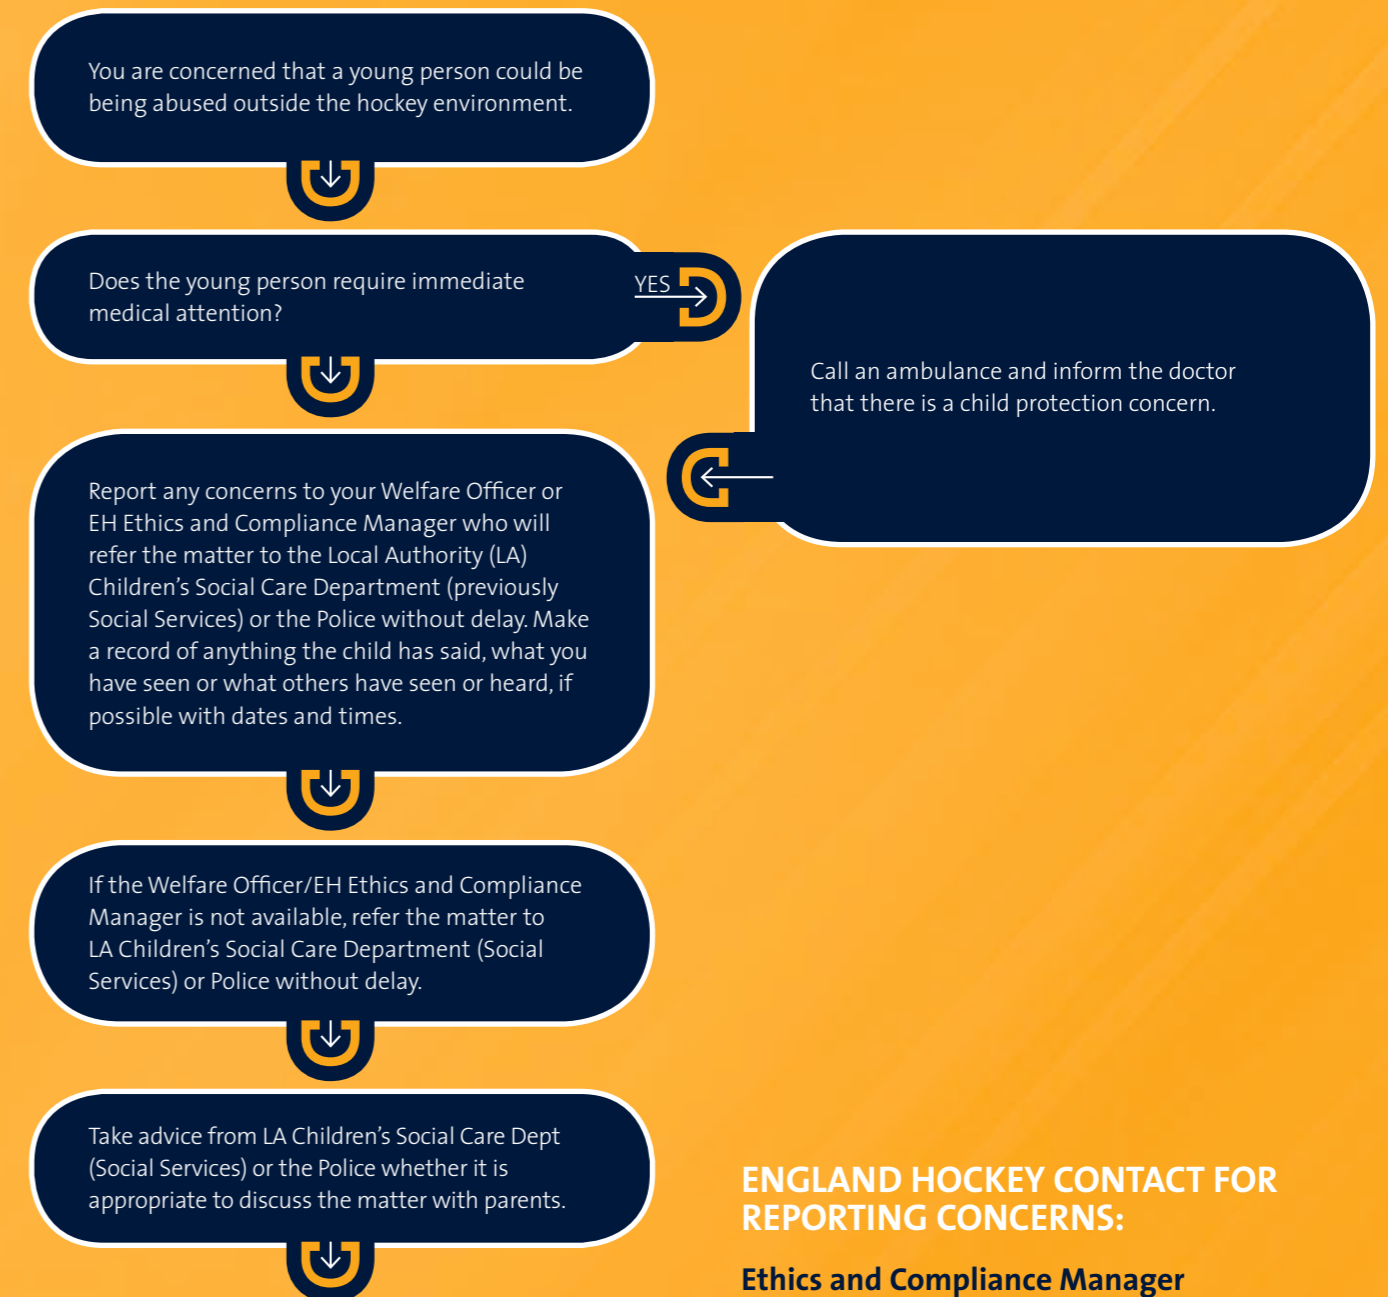 You are concerned that a young person could be
being abused outside the hockey environment.
Does the young person require immediate
medical attention?
YES
Call an ambulance and inform the doctor
that there is a child protection concern.
Report any concerns to your Welfare Officer or
EH Ethics and Compliance Manager who will
refer the matter to the Local Authority (LA)
Children’s Social Care Department (previously
Social Services) or the Police without delay. Make
a record of anything the child has said, what you
have seen or what others have seen or heard, if
possible with dates and times.
If the Welfare Officer/EH Ethics and Compliance
Manager is not available, refer the matter to
LA Children’s Social Care Department (Social
Services) or Police without delay.
Take advice from LA Children’s Social Care Dept
(Social Services) or the Police whether it is
appropriate to discuss the matter with parents.
ENGLAND HOCKEY CONTACT FOR
REPORTING CONCERNS:
Ethics and Compliance Manager